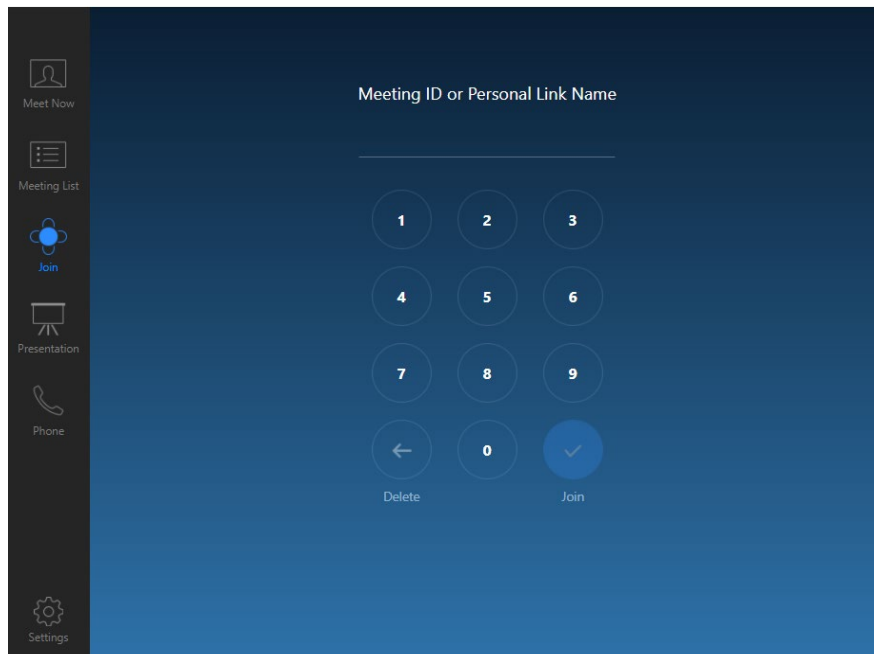 Meet Now
Meeting List
Join
Presentation
Phone
Settings
Meeting ID or Personal Link Name
1 2 3
4 5 6
7 8 9
0
Delete Join